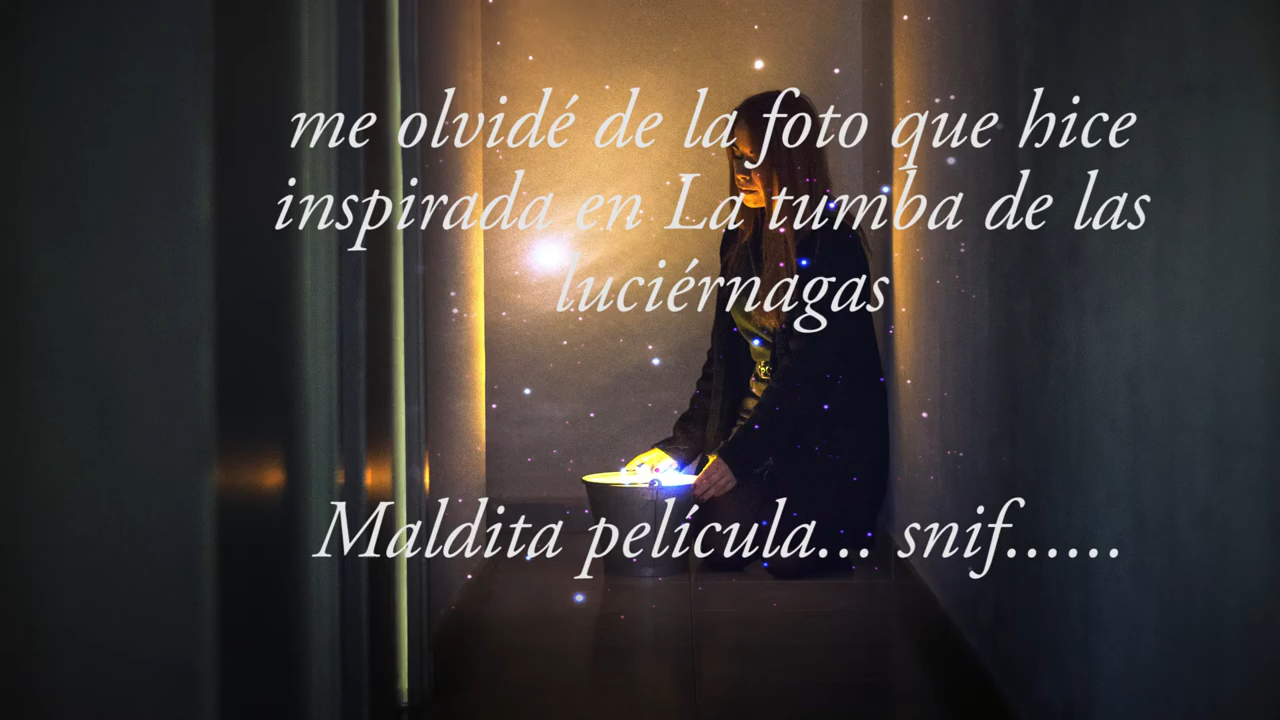 me olvidé de la foto que hice
inspirada en La tumba de las
luciérnagas
Maldita película... snif......